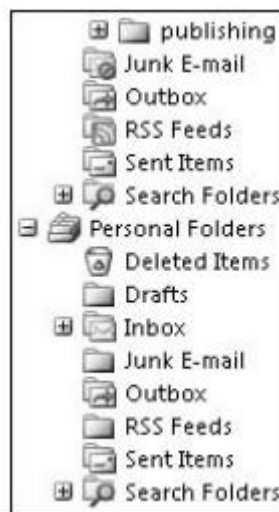 publishing
Junk E-mail
Outbox
RSS Feeds
Sent Items
Search Folders
Personal Folders
Deleted Items
Drafts
Inbox
Junk E-mail
Outbox
RSS Feeds
Sent Items
Search Folders